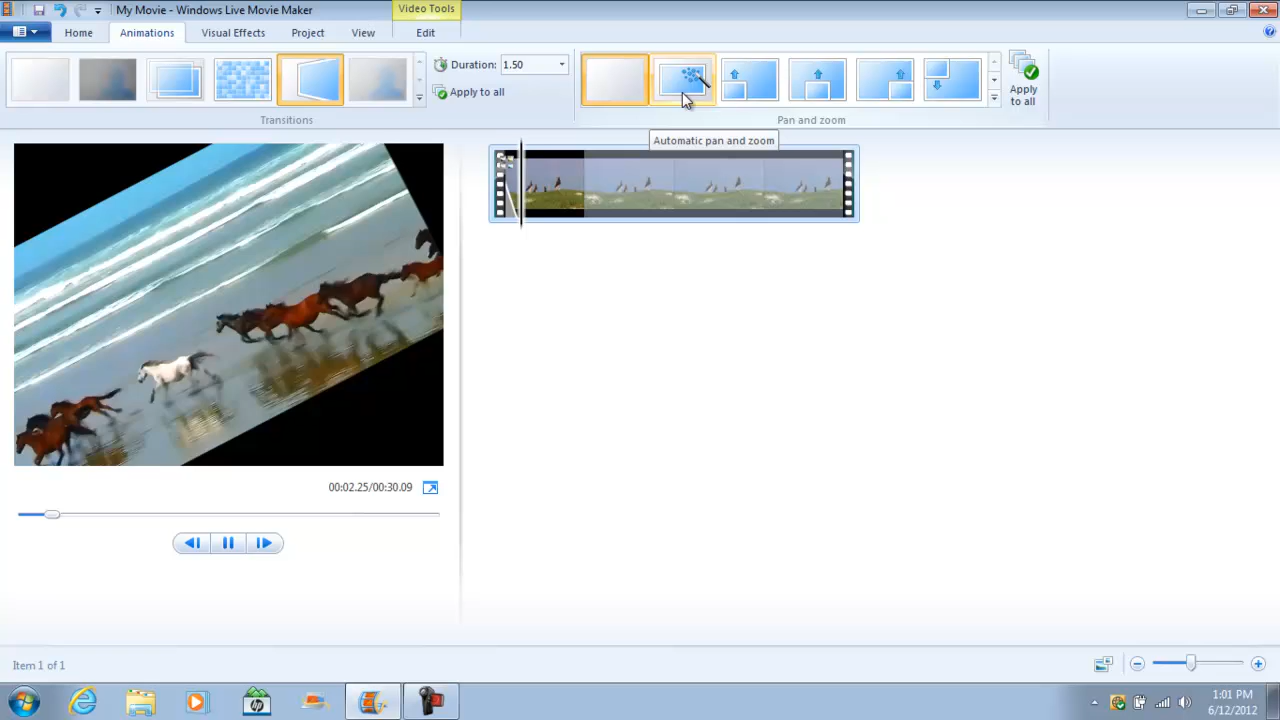 My Movie - Windows Live Movie Maker
Video Tools
Home
Animations
Visual Effects
Project
View
Edit
Duration: 1.50
Apply to all
Transitions
Pan and zoom
Apply
to all
Automatic pan and zoom
00:02.25/00:30.09
Item 1 of 1
hp
1:01 PM
6/12/2012